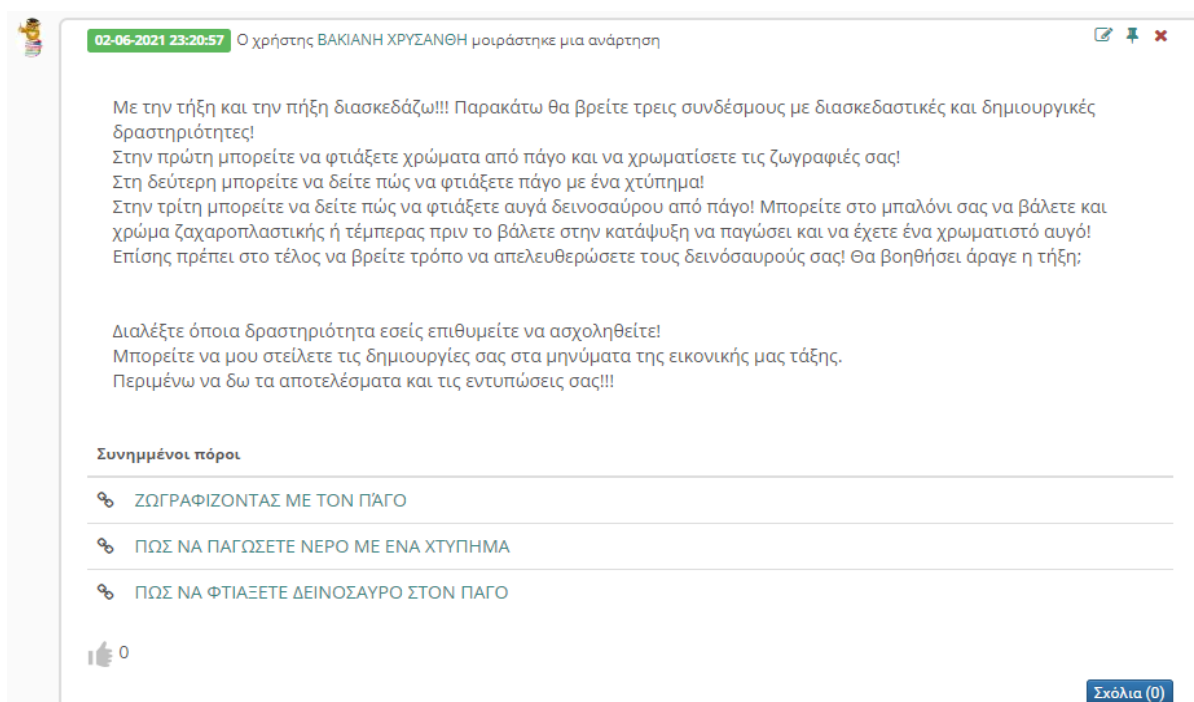 02-06-2021 23:20:57 Ο χρήστης ΒΑΚΙΑΝΗ ΧΡΥΣΑΝΘΗ μοιράστηκε μια ανάρτηση
Με την τήξη και την πήξη διασκεδάζω!!! Παρακάτω θα βρείτε τρεις συνδέσμους με διασκεδαστικές και δημιουργικές
δραστηριότητες!
Στην πρώτη μπορείτε να φτιάξετε χρώματα από πάγο και να χρωματίσετε τις ζωγραφιές σας!
Στη δεύτερη μπορείτε να δείτε πώς να φτιάξετε πάγο με ένα χτύπημα!
Στην τρίτη μπορείτε να δείτε πώς να φτιάξετε αυγά δεινοσαύρου από πάγο! Μπορείτε στο μπαλόνι σας να βάλετε και
χρώμα ζαχαροπλαστικής ή τέμπερας πριν το βάλετε στην κατάψυξη να παγώσει και να έχετε ένα χρωματιστό αυγό!
Επίσης πρέπει στο τέλος να βρείτε τρόπο να απελευθερώσετε τους δεινόσαυρούς σας! Θα βοηθήσει άραγε η τήξη;
Διαλέξτε όποια δραστηριότητα εσείς επιθυμείτε να ασχοληθείτε!
Μπορείτε να μου στείλετε τις δημιουργίες σας στα μηνύματα της εικονικής μας τάξης.
Περιμένω να δω τα αποτελέσματα και τις εντυπώσεις σας!!!
Συνημμένοι πόροι
ΖΩΓΡΑΦΙΖΟΝΤΑΣ ΜΕ ΤΟΝ ΠΆΓΟ
ΠΩΣ ΝΑ ΠΑΓΩΣΕΤΕ ΝΕΡΟ ΜΕ ΕΝΑ ΧΤΥΠΗΜΑ
ΠΩΣ ΝΑ ΦΤΙΑΞΕΤΕ ΔΕΙΝΟΣΑΥΡΟ ΣΤΟΝ ΠΑΓΟ
0
Σχόλια (0)